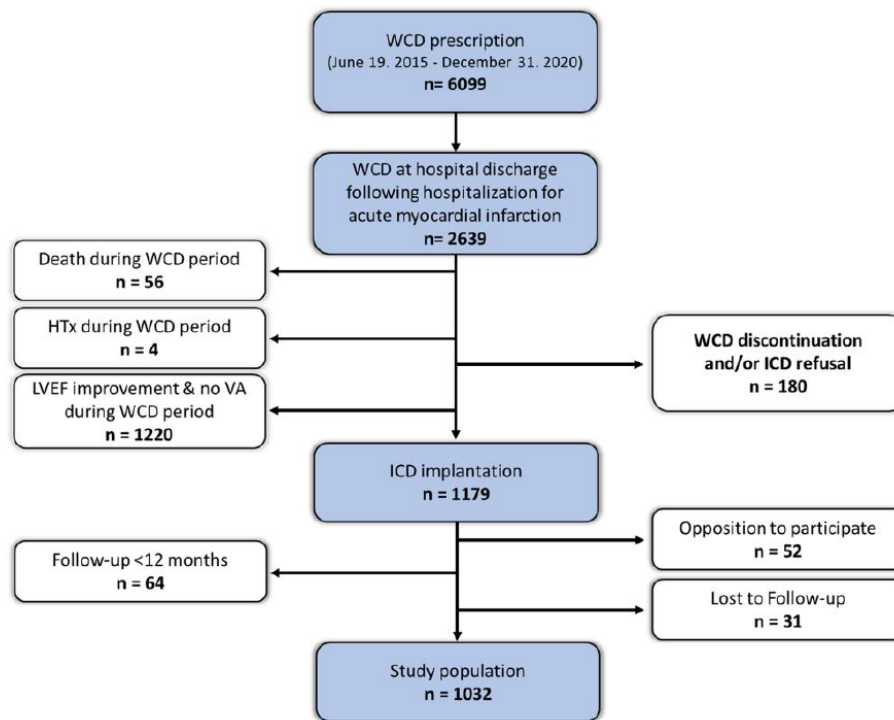 WCD prescription
(June 19. 2015 - December 31. 2020)
n= 6099
WCD at hospital discharge
following hospitalization for
acute myocardial infarction
n= 2639
Death during WCD period
n = 56
HTx during WCD period
n = 4
WCD discontinuation
and/or ICD refusal
n = 180
LVEF improvement & no VA
during WCD period
n = 1220
ICD implantation
n = 1179
Opposition to participate
n = 52
Follow-up <12 months
n = 64
Lost to Follow-up
n = 31
Study population
n = 1032